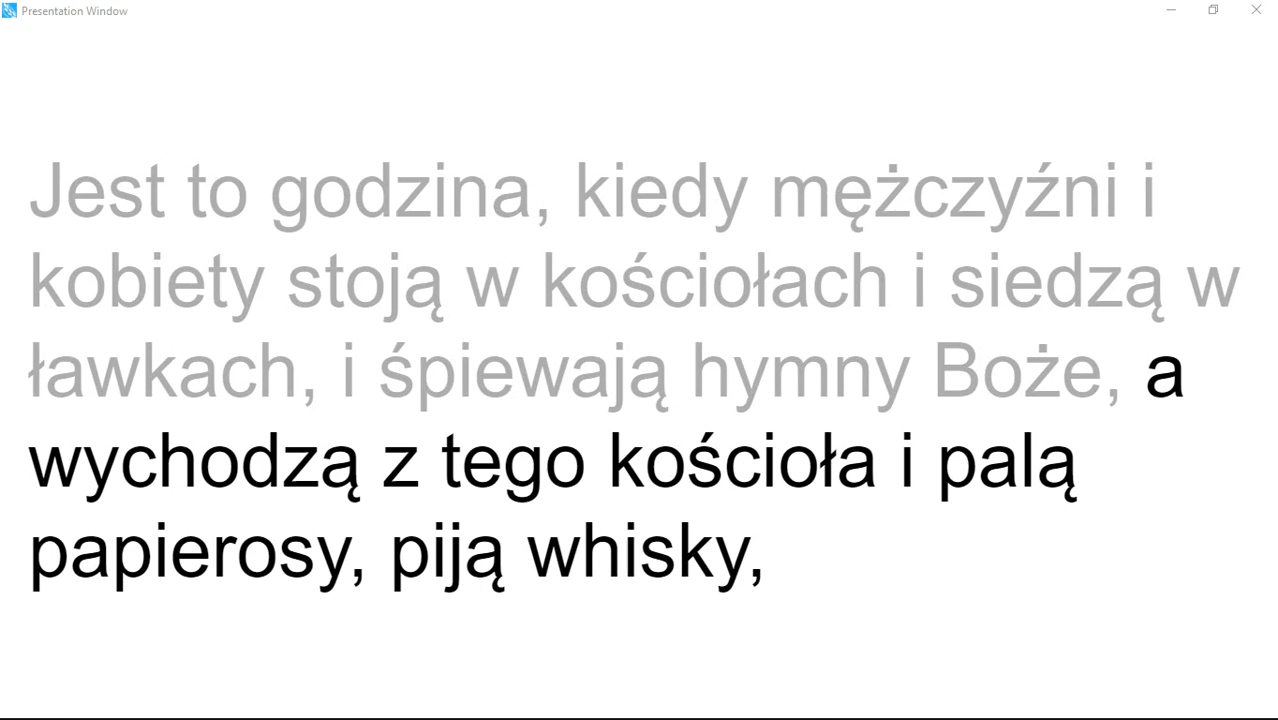 Presentation Window
Jest to godzina, kiedy mężczyźni i
kobiety stoją w kościołach i siedzą w
ławkach, i śpiewają hymny Boże, a
wychodzą z tego kościoła i palą
papierosy, piją whisky,